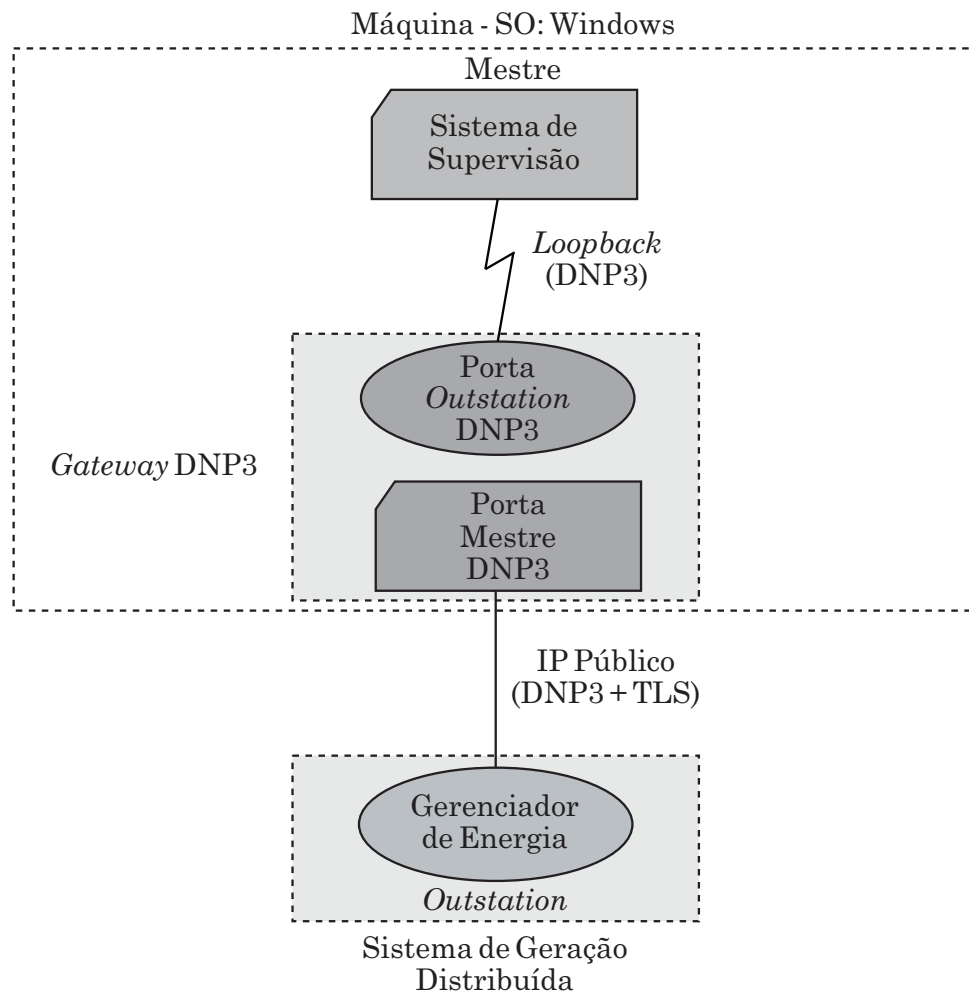 Máquina - SO: Windows
Mestre
Sistema de
Supervisão
Loopback
(DNP3)
Porta
Outstation
DNP3
Gateway DNP3
Porta
Mestre
DNP3
IP Público
(DNP3 + TLS)
Gerenciador
de Energia
Outstation
Sistema de Geração
Distribuída